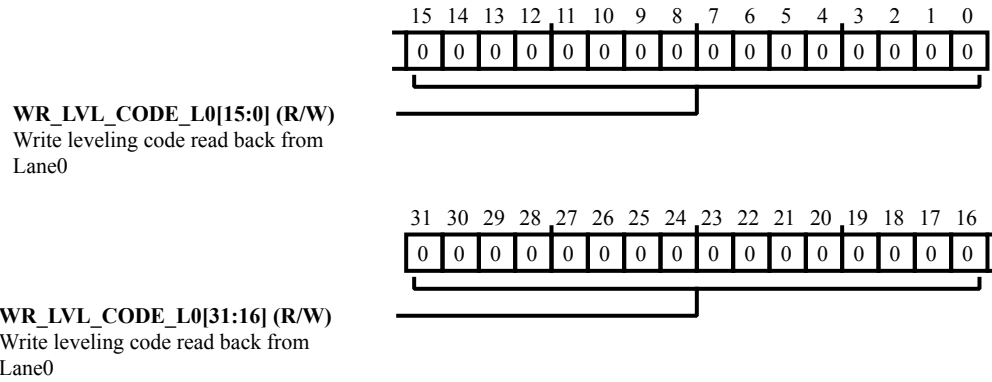 15 14 13 12 11 10 9 8 7 6 5 4 3 2 1 0
0 0 0 0 0 0 0 0 0 0 0 0 0 0 0 0
WR_LVL_CODE_L0[15:0] (R/W)
Write leveling code read back from
Lane0
31 30 29 28 27 26 25 24 23 22 21 20 19 18 17 16
0 0 0 0 0 0 0 0 0 0 0 0 0 0 0 0
WR_LVL_CODE_L0[31:16] (R/W)
Write leveling code read back from
Lane0